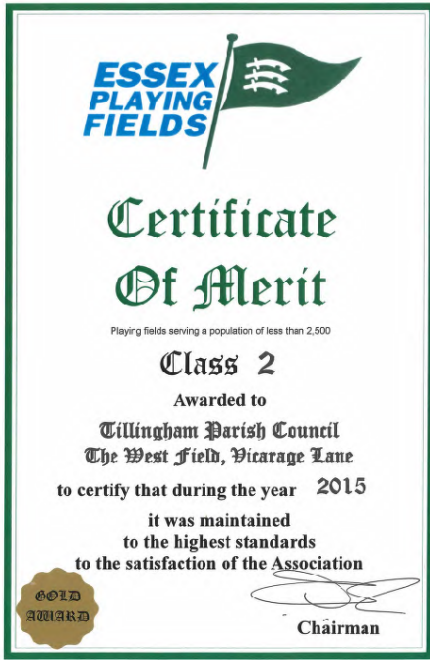 ESSEX
PLAYING
FIELDS
Certificate
Of Merit
Playing fields serving a population of less than 2,500
Class 2
Awarded to
Tillingham Parish Council
The West Field, Vicarage Lane
to certify that during the year 2015
it was maintained
to the highest standards
to the satisfaction of the Association
GOLD
AWARD
Chairman